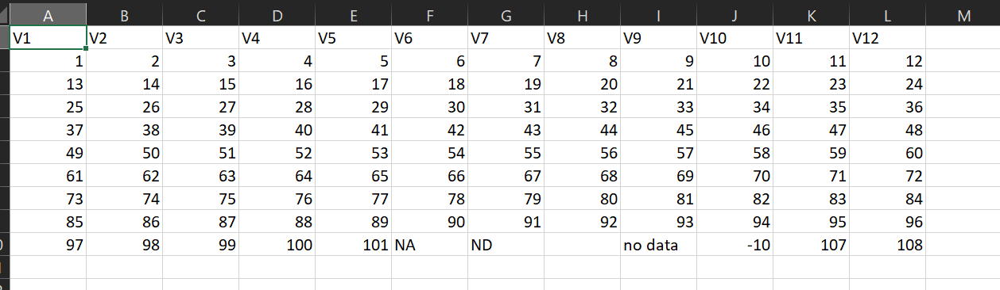 A B C D E F G H I J K L M
V1 V2 V3 V4 V5 V6 V7 V8 V9 V10 V11 V12
1 2 3 4 5 6 7 8 9 10 11 12
13 14 15 16 17 18 19 20 21 22 23 24
25 26 27 28 29 30 31 32 33 34 35 36
37 38 39 40 41 42 43 44 45 46 47 48
49 50 51 52 53 54 55 56 57 58 59 60
61 62 63 64 65 66 67 68 69 70 71 72
73 74 75 76 77 78 79 80 81 82 83 84
85 86 87 88 89 90 91 92 93 94 95 96
97 98 99 100 101 NA ND no data -10 107 108